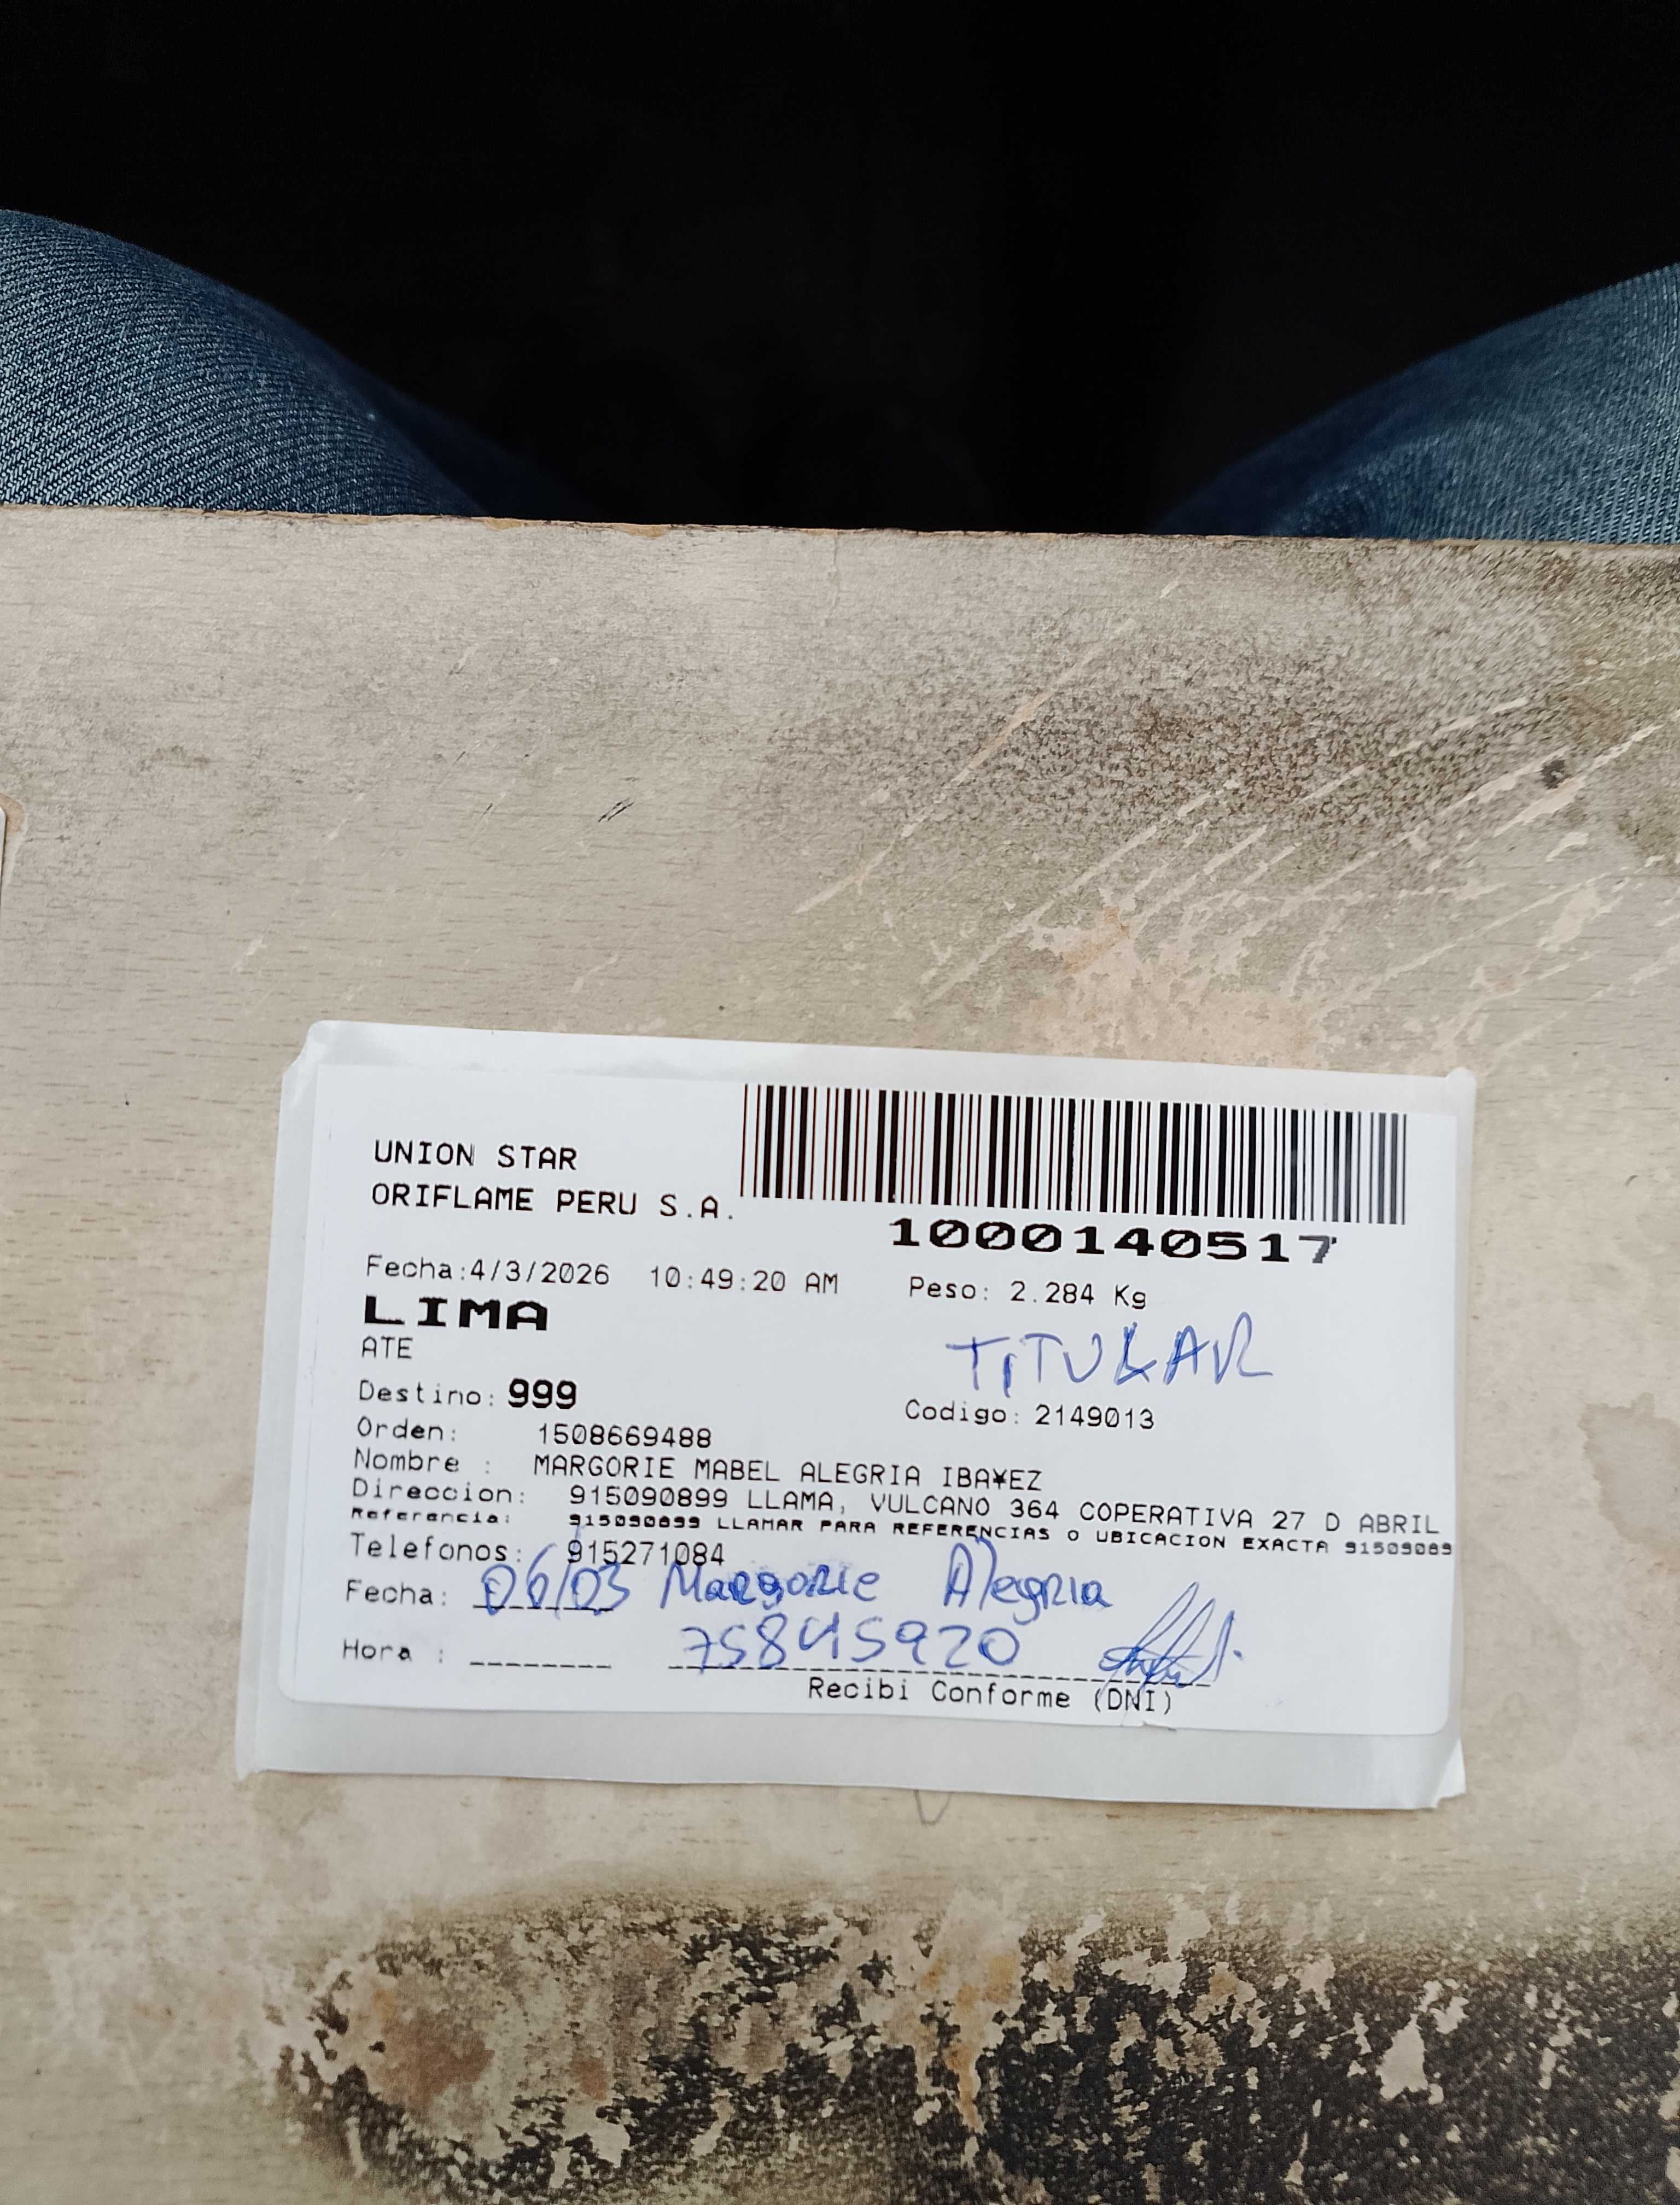 UNION STAR
ORIFLAME PERU S.A.
1000140517
Fecha:4/3/2026 10:49:20 AM Peso: 2.284 Kg
LIMA
TITULAR
ATE
Destino: 999 Codigo: 2149013
Orden: 1508669488
Nombre : MARGORIE MABEL ALEGRIA IBA¥EZ
Direccion: 915090899 LLAMA, VULCANO 364 COPERATIVA 27 D ABRIL
Referencia: 915090899 LLAMAR PARA REFERENCIAS O UBICACION EXACTA 91509089
Telefonos: 915271084
Fecha: 06/03 Margorie Alegria
Hora : 75845920
Recibi Conforme (DNI)